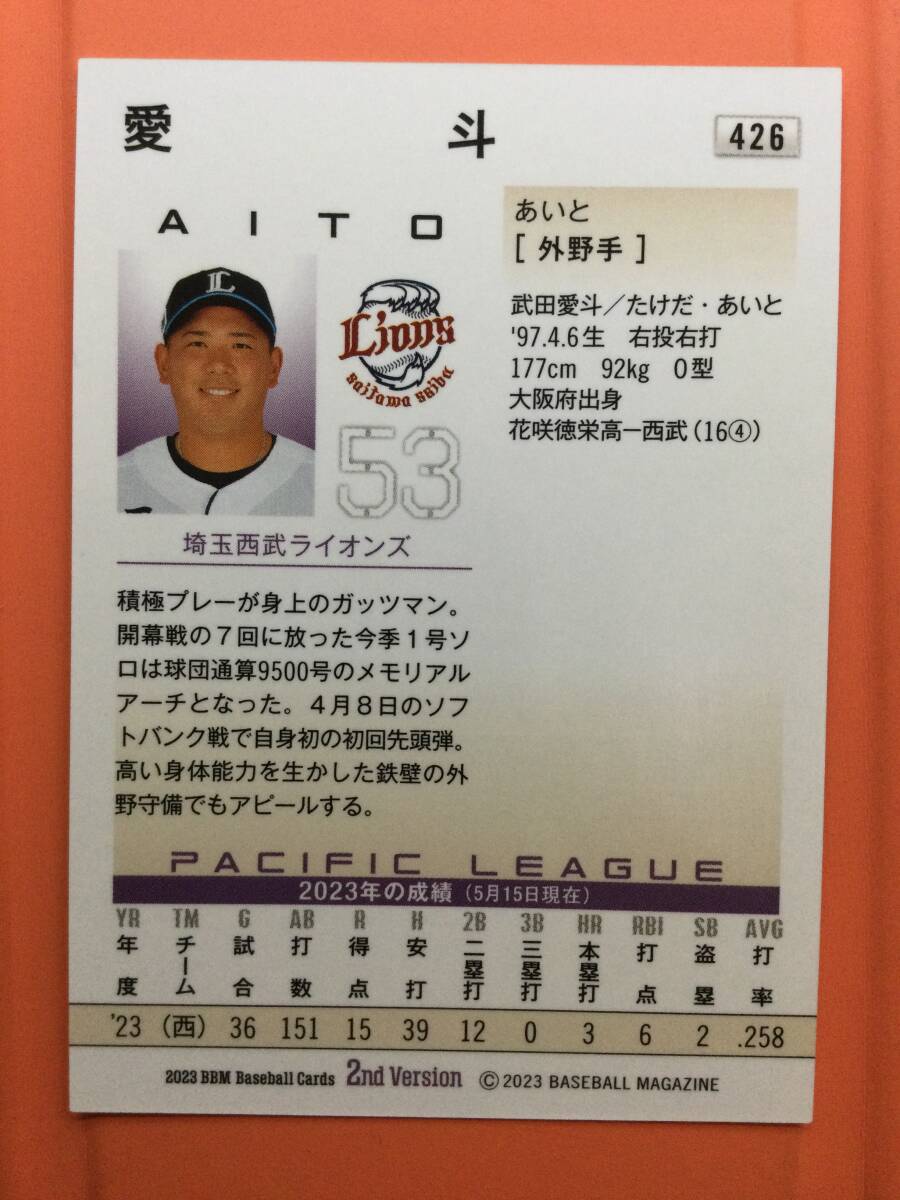 愛 斗
426
AITO
あいと
[ 外野手 ]
武田愛斗／たけだ・あいと
'97.4.6生 右投右打
177cm 92kg O型
大阪府出身
花咲徳栄高ー西武（16④）
L
Lions
Saitama Seibu
53
埼玉西武ライオンズ
積極プレーが身上のガッツマン。
開幕戦の７回に放った今季１号ソ
ロは球団通算9500号のメモリアル
アーチとなった。４月８日のソフ
トバンク戦で自身初の初回先頭弾。
高い身体能力を生かした鉄壁の外
野守備でもアピールする。
PACIFIC LEAGUE
2023年の成績（5月15日現在）
YR TM G AB R H 2B 3B HR RBI SB AVG
年度 チーム 試合 打数 得点 安打 二塁打 三塁打 本塁打 打点 盗塁 打率
'23 (西) 36 151 15 39 12 0 3 6 2 .258
2023 BBM Baseball Cards 2nd Version ©2023 BASEBALL MAGAZINE